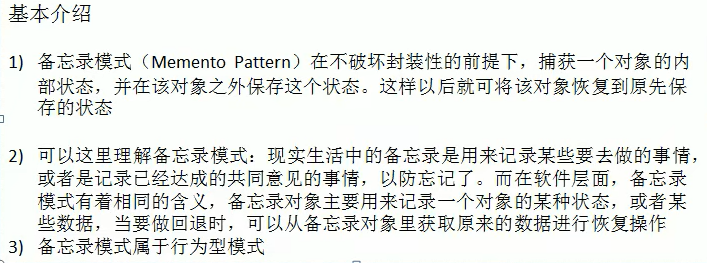 基本介绍
1) 备忘录模式（Memento Pattern）在不破坏封装性的前提下，捕获一个对象的内
部状态，并在该对象之外保存这个状态。这样以后就可将该对象恢复到原先保
存的状态
2) 可以这里理解备忘录模式：现实生活中的备忘录是用来记录某些要去做的事情，
或者是记录已经达成的共同意见的事情，以防忘记了。而在软件层面，备忘录
模式有着相同的含义，备忘录对象主要用来记录一个对象的某种状态，或者某
些数据，当要做回退时，可以从备忘录对象里获取原来的数据进行恢复操作
3) 备忘录模式属于行为型模式